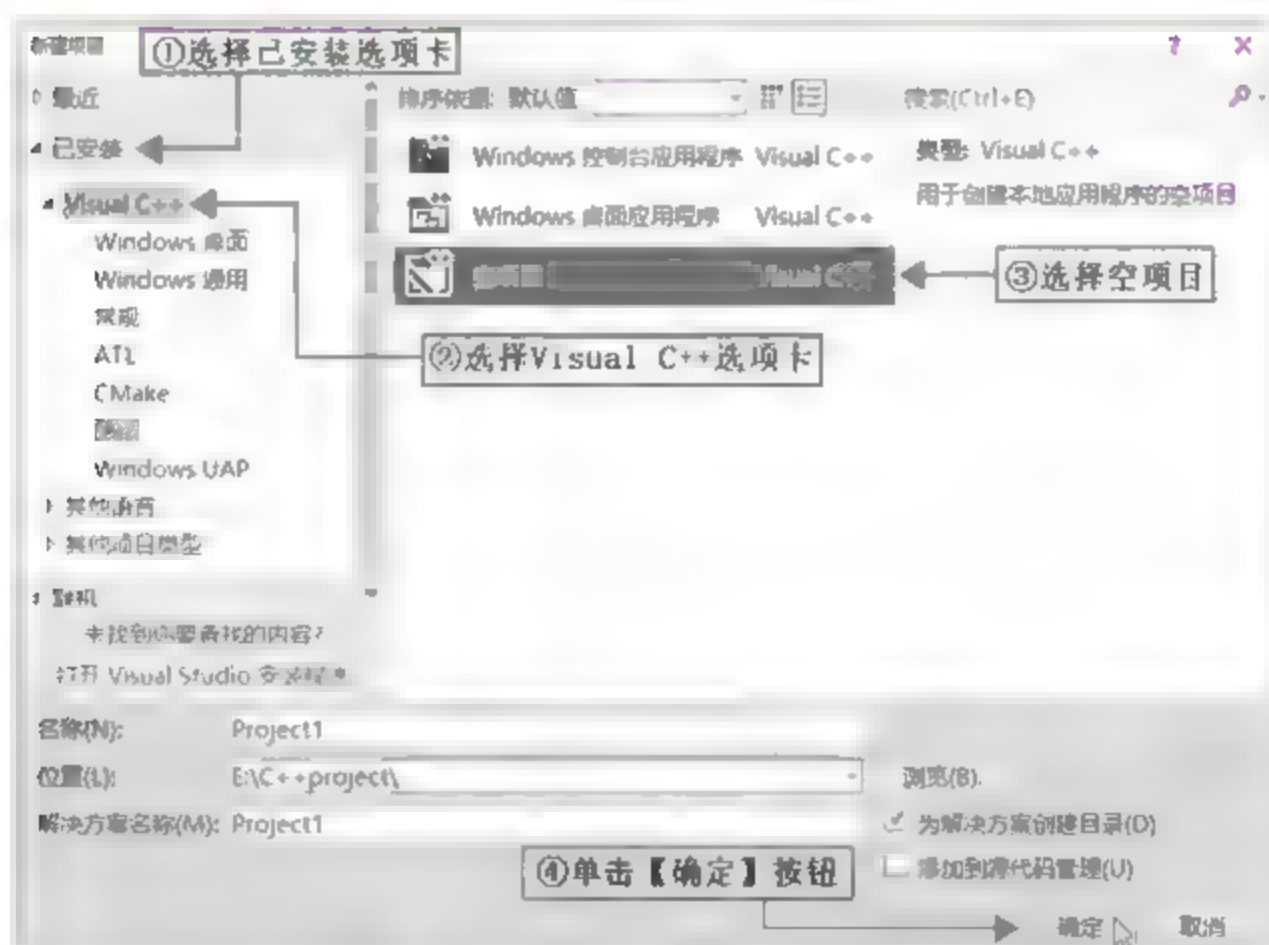 新建项目
①选择已安装选项卡
最近
排序依据: 默认值
搜索(Ctrl+E)
已安装
Windows 控制台应用程序 Visual C++
类型: Visual C++
Visual C++
Windows 桌面应用程序 Visual C++
用于创建本地应用程序的空项目
Windows 桌面
Visual C++
③选择空项目
Windows 通用
常规
②选择Visual C++选项卡
ATL
CMake
Windows UAP
其他语言
其他项目类型
联机
未找到你要查找的内容?
打开 Visual Studio 安装程序
名称(N): Project1
位置(L): E:\C++project\
浏览(B).
解决方案名称(M): Project1
为解决方案创建目录(D)
④单击【确定】按钮
添加到源代码管理(U)
确定 取消